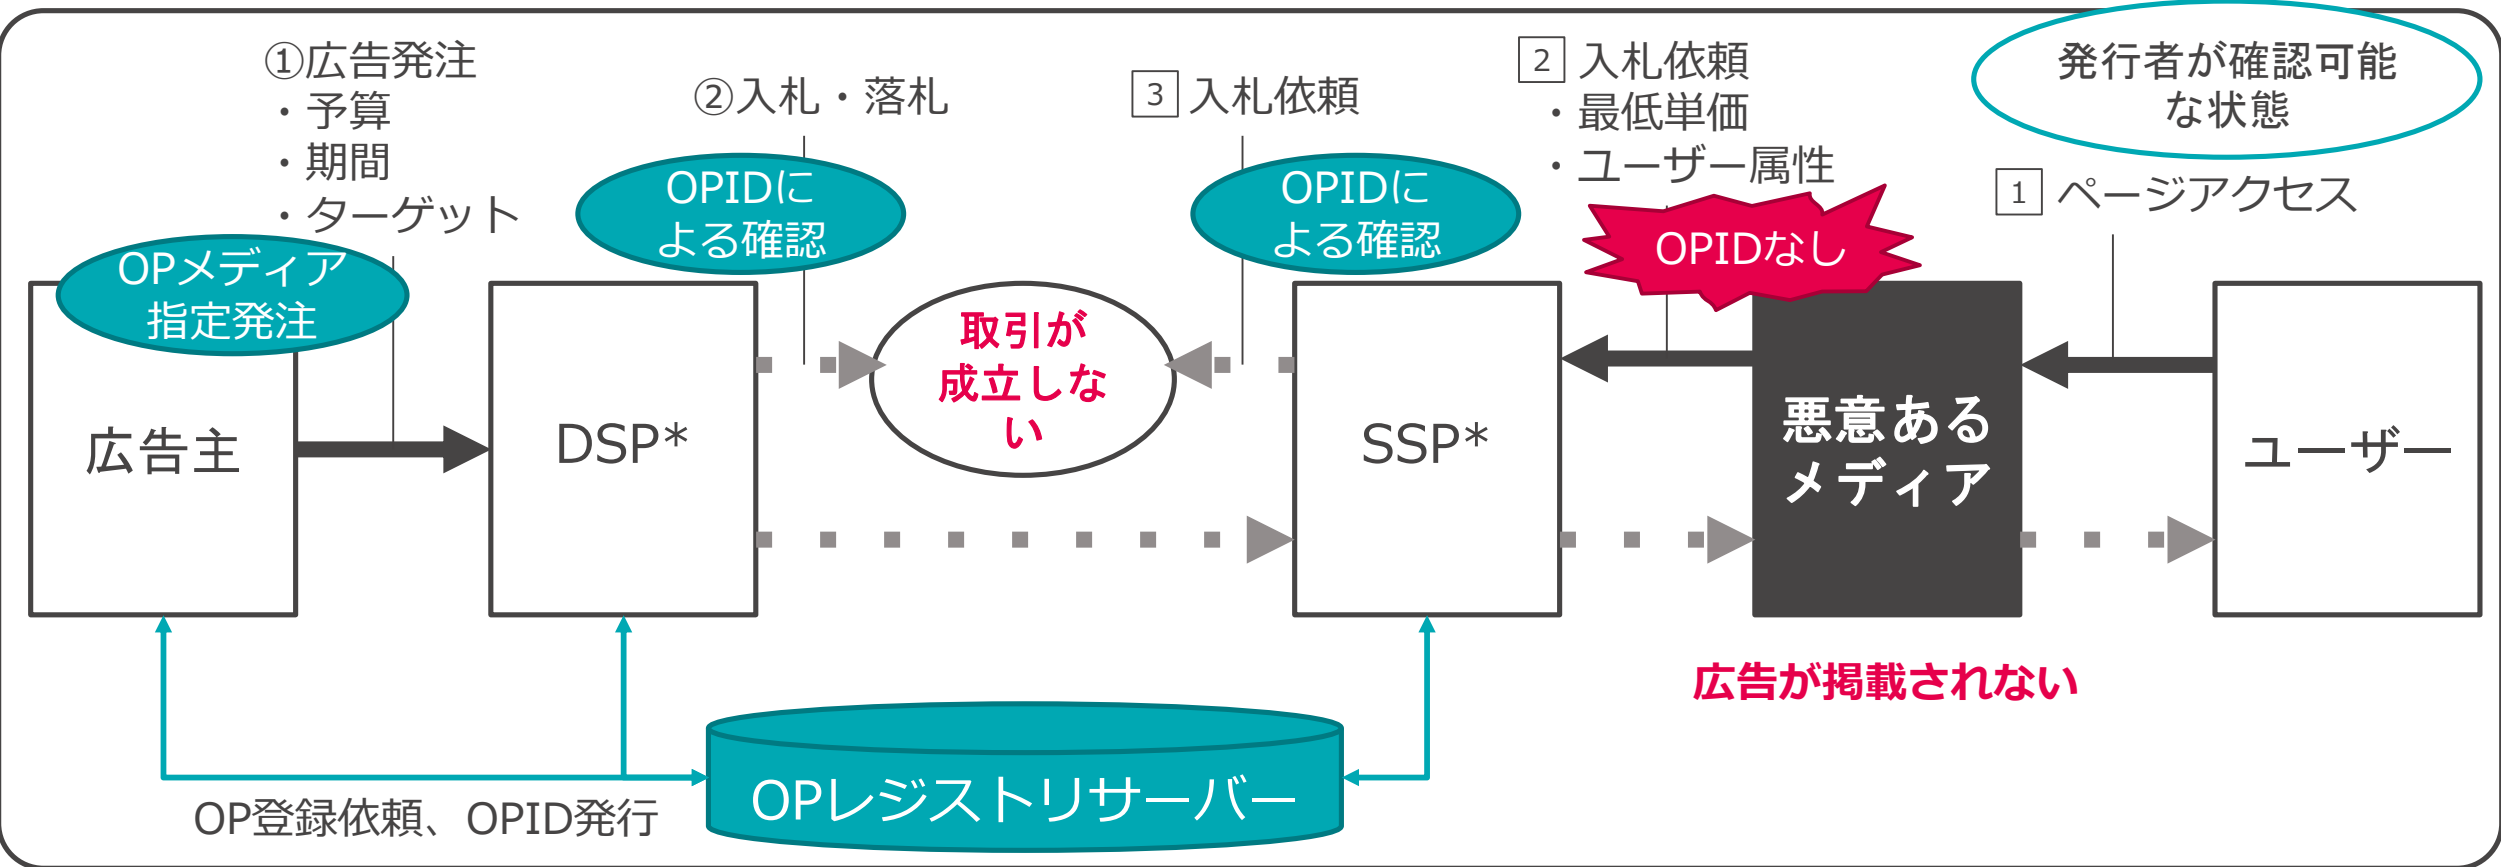 ①広告発注
・予算
・期間
・ターゲット
②入札・落札
3 入札依頼
2 入札依頼
・最低単価
・ユーザー属性
発行者が確認可能
な状態
1 ページアクセス
OPメディア
指定発注
OPIDに
よる確認
OPIDに
よる確認
OPIDなし
広告主
DSP*
取引が
成立しな
い
SSP*
悪意ある
メディア
ユーザー
広告が掲載されない
OPレジストリサーバー
OP登録依頼、OPID発行